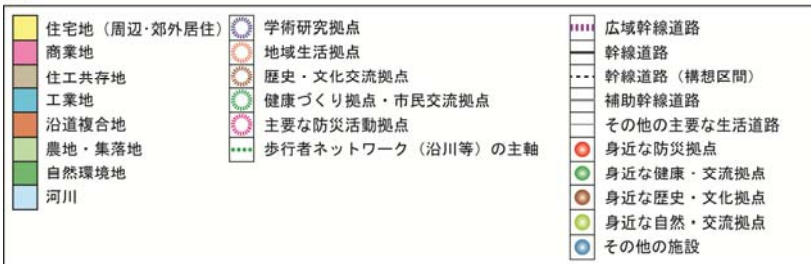 住宅地（周辺･郊外居住）
商業地
住工共存地
工業地
沿道複合地
農地・集落地
自然環境地
河川
学術研究拠点
地域生活拠点
歴史・文化交流拠点
健康づくり拠点・市民交流拠点
主要な防災活動拠点
歩行者ネットワーク（沿川等）の主軸
広域幹線道路
幹線道路
幹線道路（構想区間）
補助幹線道路
その他の主要な生活道路
身近な防災拠点
身近な健康・交流拠点
身近な歴史・文化拠点
身近な自然・交流拠点
その他の施設